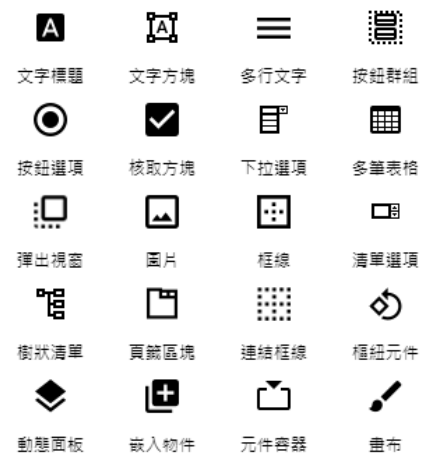 文字標題 文字方塊 多行文字 按鈕群組
按鈕選項 核取方塊 下拉選項 多筆表格
彈出視窗 圖片 框線 清單選項
樹狀清單 頁籤區塊 連結框線 樞紐元件
動態面板 嵌入物件 元件容器 畫布